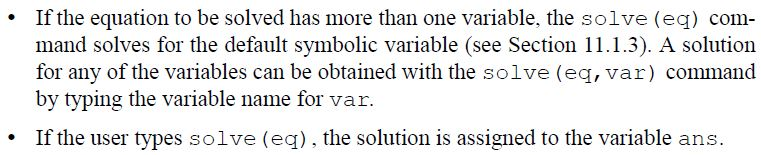 • If the equation to be solved has more than one variable, the solve(eq) com-
mand solves for the default symbolic variable (see Section 11.1.3). A solution
for any of the variables can be obtained with the solve(eq,var) command
by typing the variable name for var.
• If the user types solve(eq), the solution is assigned to the variable ans.